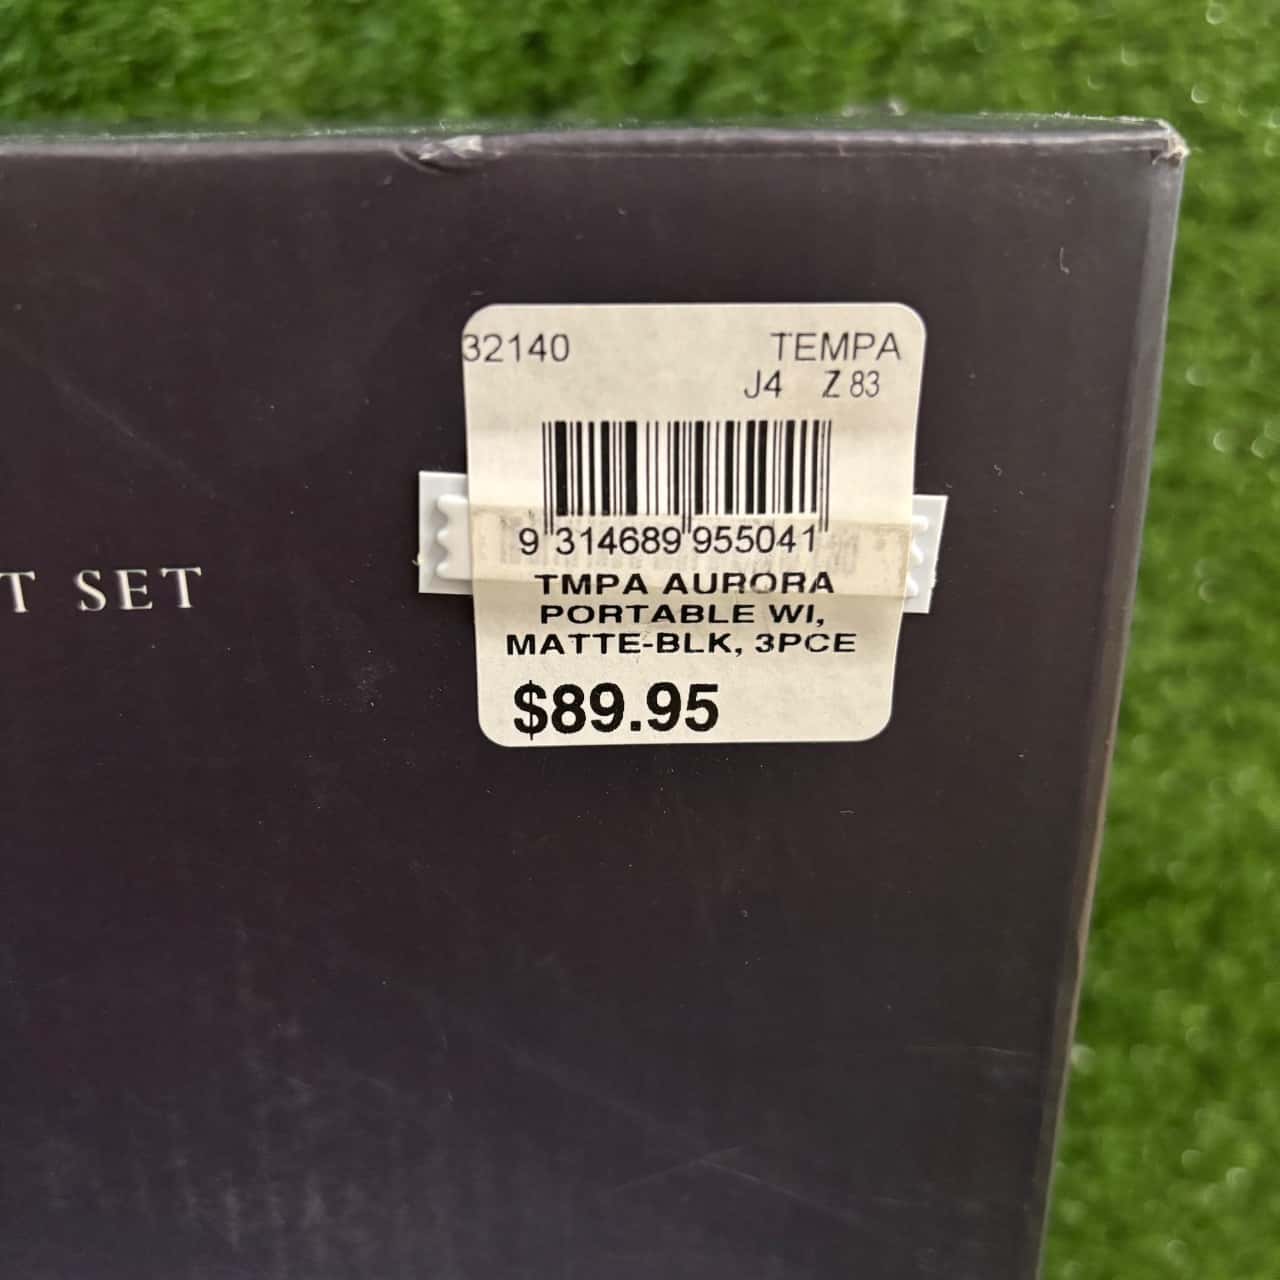 32140 TEMPA
J4 Z 83
9 314689 955041
TMPA AURORA
PORTABLE WI,
MATTE-BLK, 3PCE
$89.95
T SET